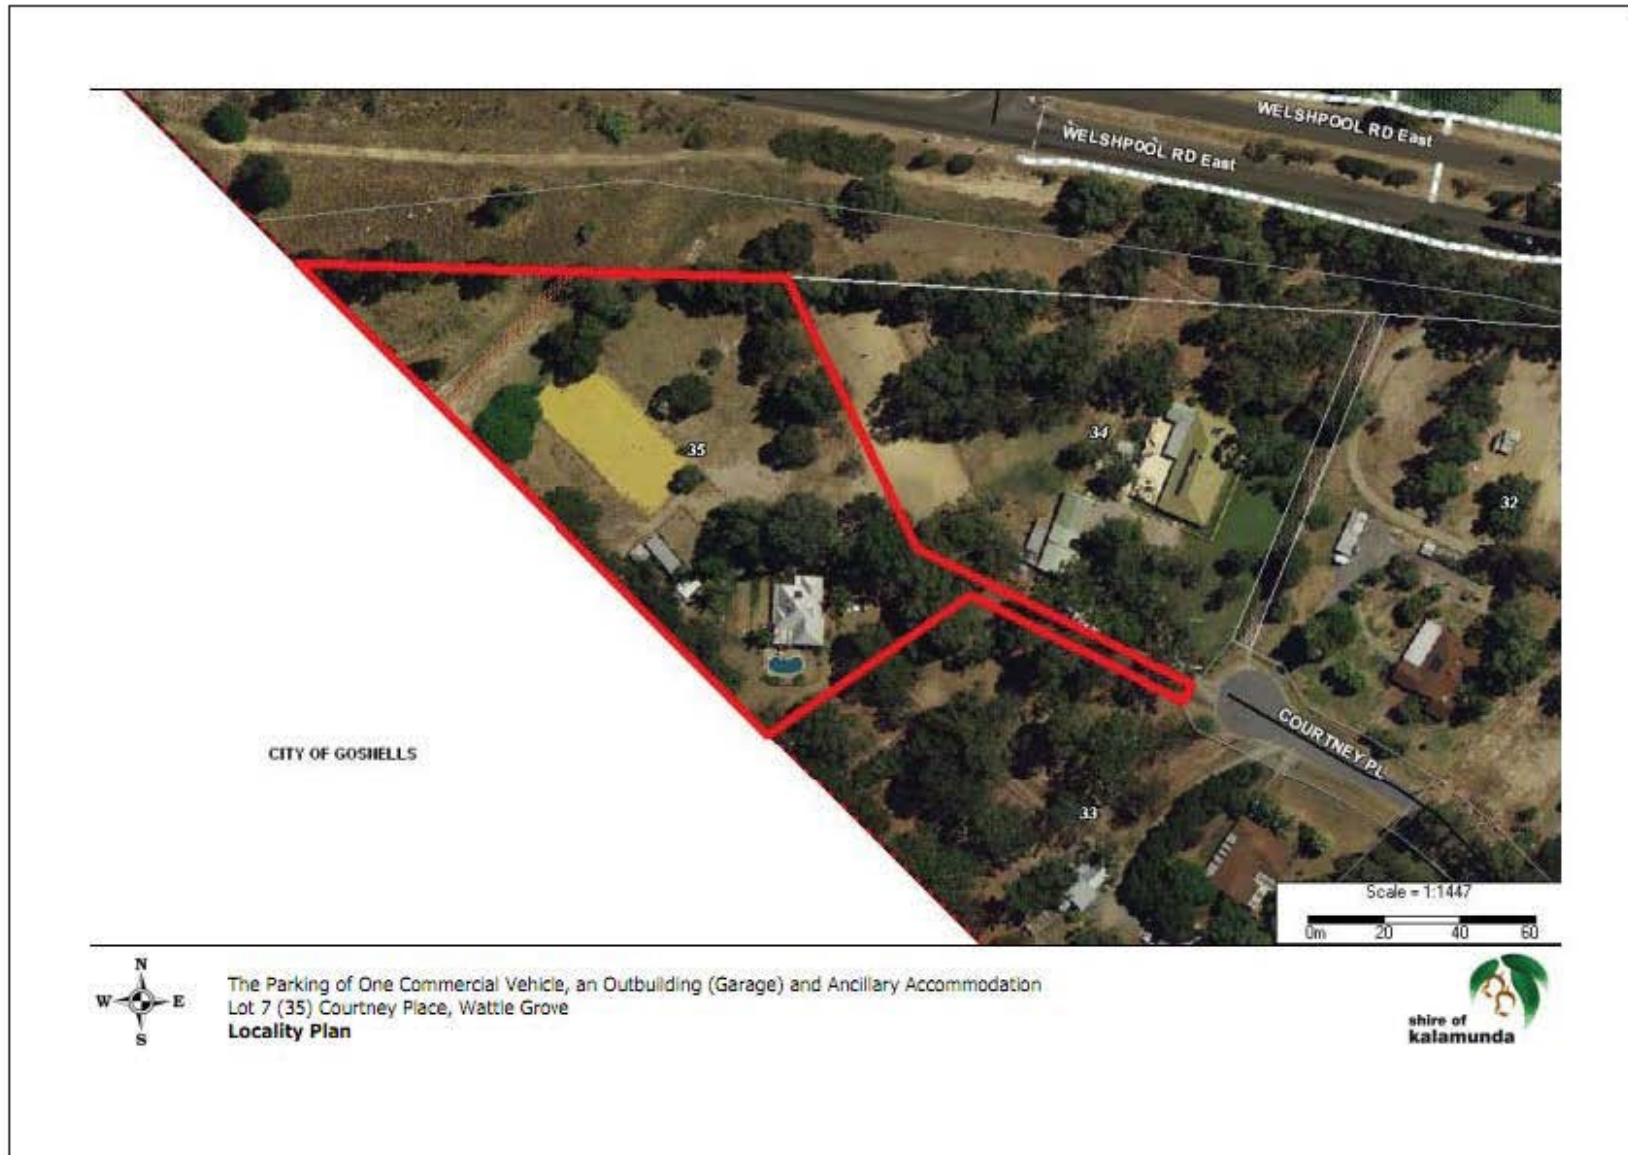 WELSHPOOL RD East
WELSHPOOL RD East
34
35
32
COURTNEY PL
CITY OF GOSNELLS
33
Scale = 1:1447
0m 20 40 60
N
W E
S
The Parking of One Commercial Vehicle, an Outbuilding (Garage) and Ancillary Accommodation
Lot 7 (35) Courtney Place, Wattle Grove
Locality Plan
shire of
kalamunda